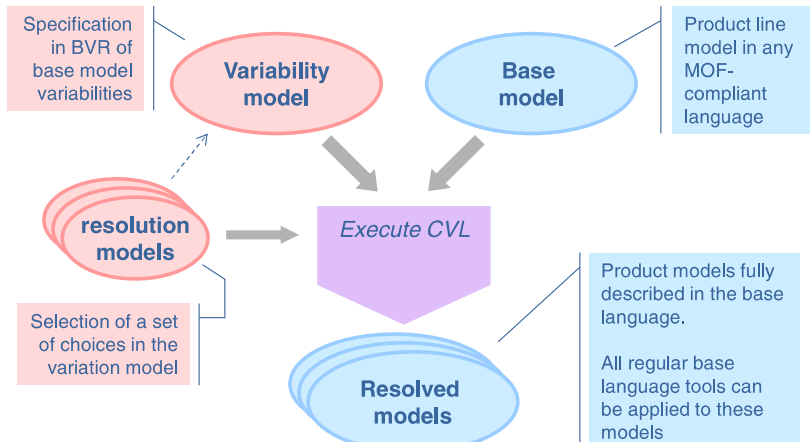 Specification
in BVR of
base model
variabilities
Variability
model
Base
model
Product line
model in any
MOF-
compliant
language
resolution
models
Execute CVL
Selection of a set
of choices in the
variation model
Product models fully
described in the base
language.
All regular base
language tools can
be applied to these
models
Resolved
models